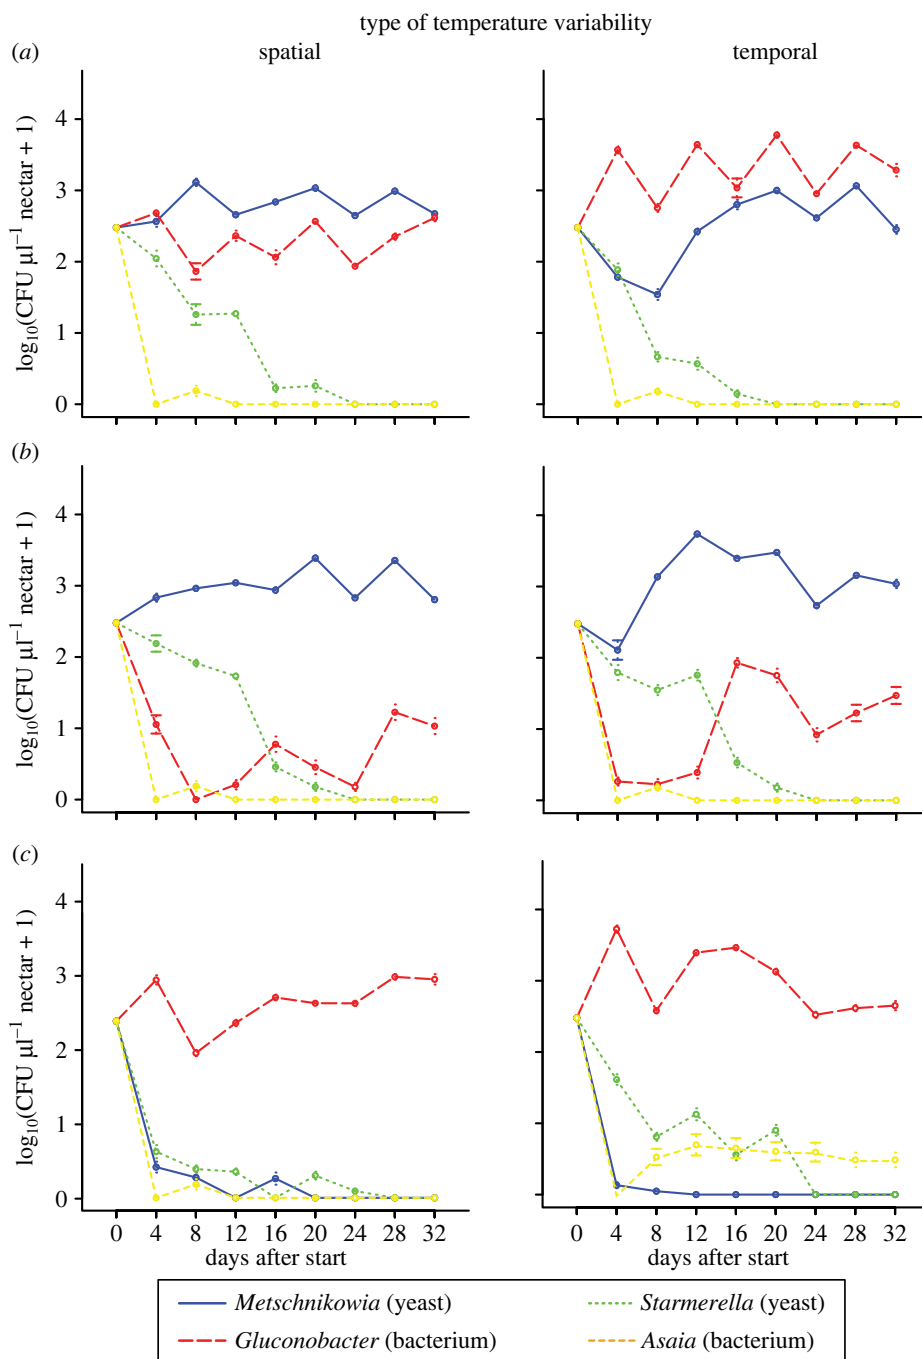 type of temperature variability
(a) spatial temporal
4 3 2 1 0
log10(CFU µl−1 nectar + 1)
(b)
4 3 2 1 0
log10(CFU µl−1 nectar + 1)
(c)
4 3 2 1 0
log10(CFU µl−1 nectar + 1)
0 4 8 12 16 20 24 28 32 0 4 8 12 16 20 24 28 32
days after start days after start
Metschnikowia (yeast) Starmerella (yeast)
Gluconobacter (bacterium) Asaia (bacterium)